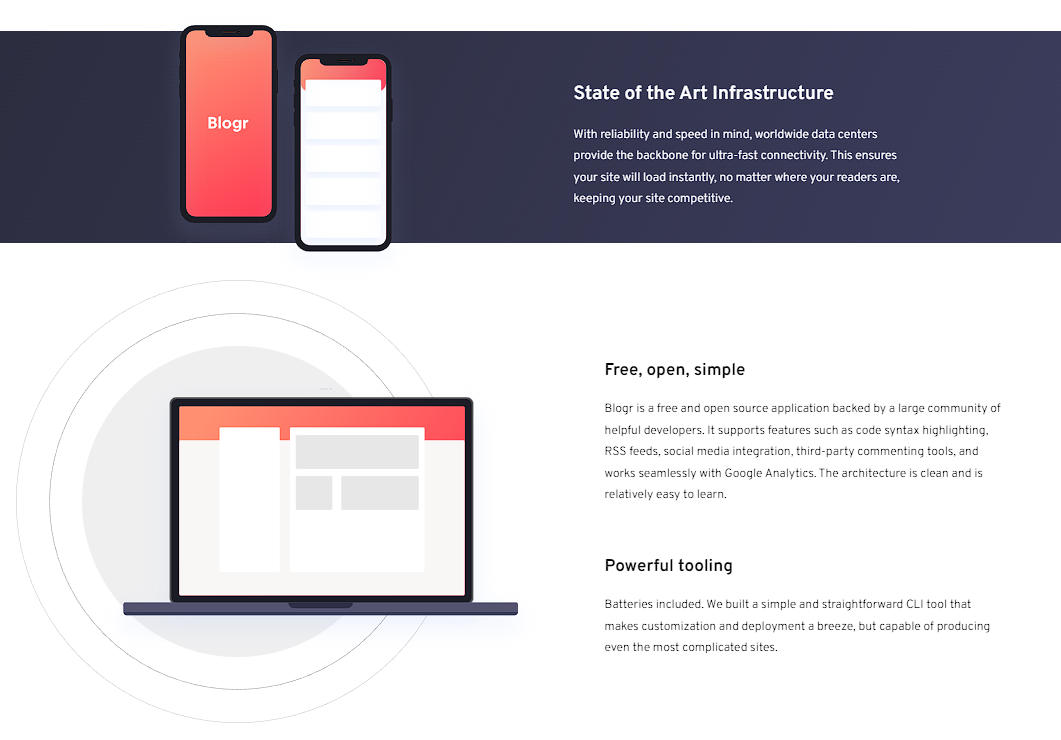 Blogr
State of the Art Infrastructure
With reliability and speed in mind, worldwide data centers
provide the backbone for ultra-fast connectivity. This ensures
your site will load instantly, no matter where your readers are,
keeping your site competitive.
Free, open, simple
Blogr is a free and open source application backed by a large community of
helpful developers. It supports features such as code syntax highlighting,
RSS feeds, social media integration, third-party commenting tools, and
works seamlessly with Google Analytics. The architecture is clean and is
relatively easy to learn.
Powerful tooling
Batteries included. We built a simple and straightforward CLI tool that
makes customization and deployment a breeze, but capable of producing
even the most complicated sites.